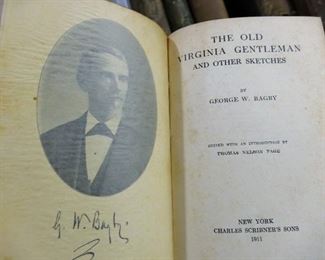 G. W. Bagby
THE OLD
VIRGINIA GENTLEMAN
AND OTHER SKETCHES
BY
GEORGE W. BAGBY
EDITED WITH AN INTRODUCTION BY
THOMAS NELSON PAGE
NEW YORK
CHARLES SCRIBNER'S SONS
1911